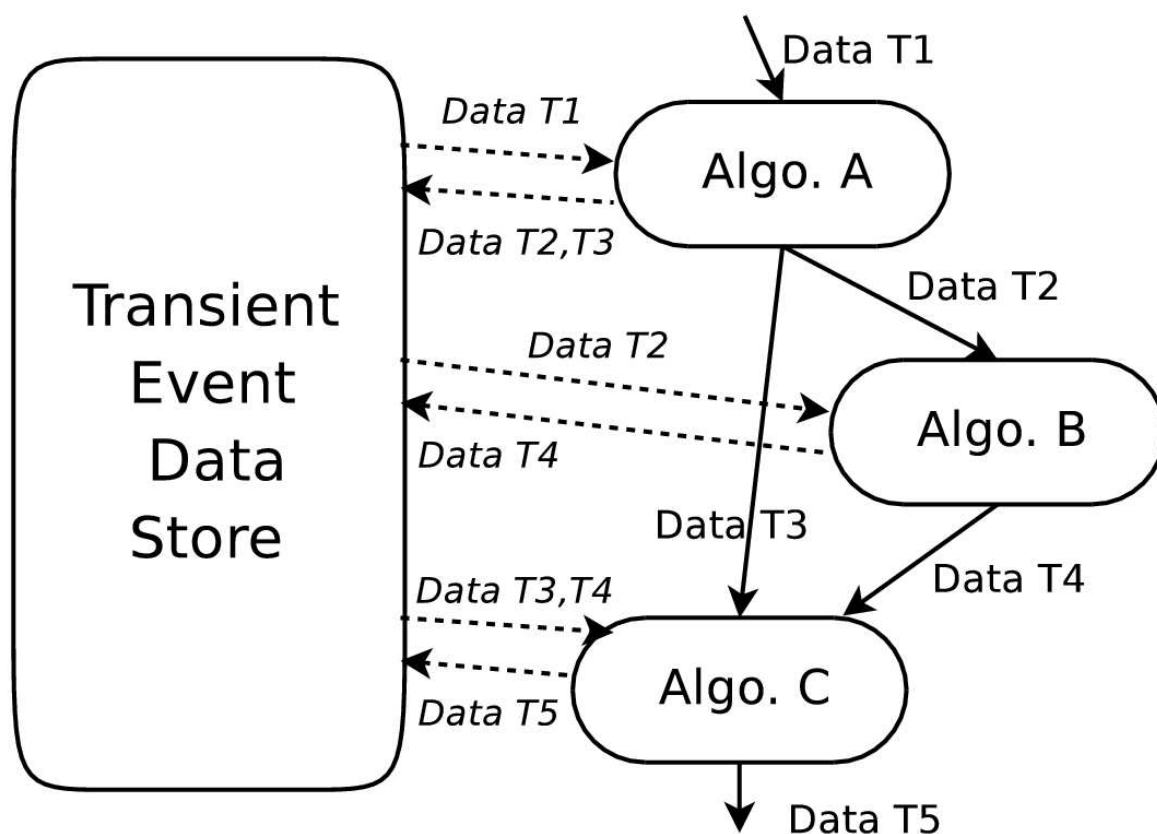 Data T1
Data T1
Algo. A
Data T2,T3
Data T2
Transient
Event
Data
Store
Data T2
Algo. B
Data T4
Data T3
Data T4
Data T3,T4
Algo. C
Data T5
Data T5